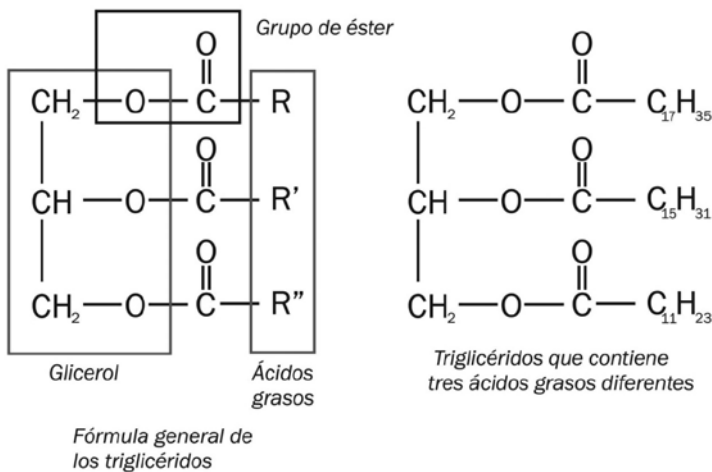 Grupo de éster
O
CH2 — O — C — R
O
CH — O — C — R'
O
CH2 — O — C — R”
Glicerol
Ácidos
grasos
Fórmula general de
los triglicéridos
O
CH2 — O — C — C17H35
O
CH — O — C — C15H31
O
CH2 — O — C — C11H23
Triglicéridos que contiene
tres ácidos grasos diferentes